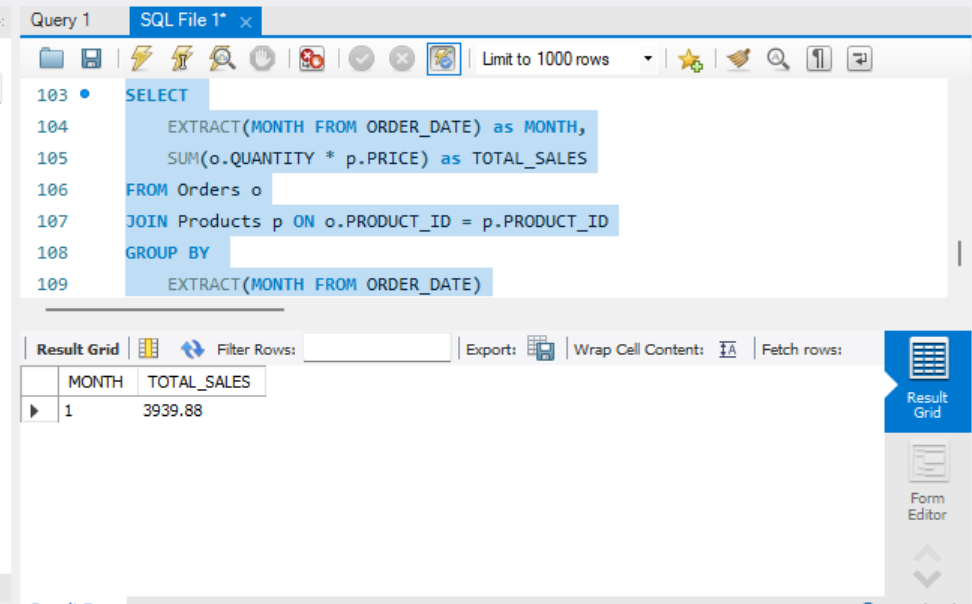 Query 1
SQL File 1*
Limit to 1000 rows
103 SELECT
104 EXTRACT(MONTH FROM ORDER_DATE) as MONTH,
105 SUM(o.QUANTITY * p.PRICE) as TOTAL_SALES
106 FROM Orders o
107 JOIN Products p ON o.PRODUCT_ID = p.PRODUCT_ID
108 GROUP BY
109 EXTRACT(MONTH FROM ORDER_DATE)
Result Grid Filter Rows: Export: Wrap Cell Content: Fetch rows:
MONTH TOTAL_SALES
1 3939.88
Result
Grid
Form
Editor